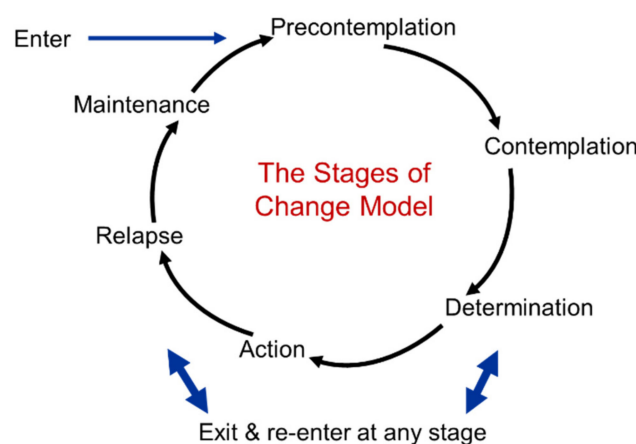 Enter
Precontemplation
Maintenance
Contemplation
The Stages of
Change Model
Relapse
Determination
Action
Exit & re-enter at any stage